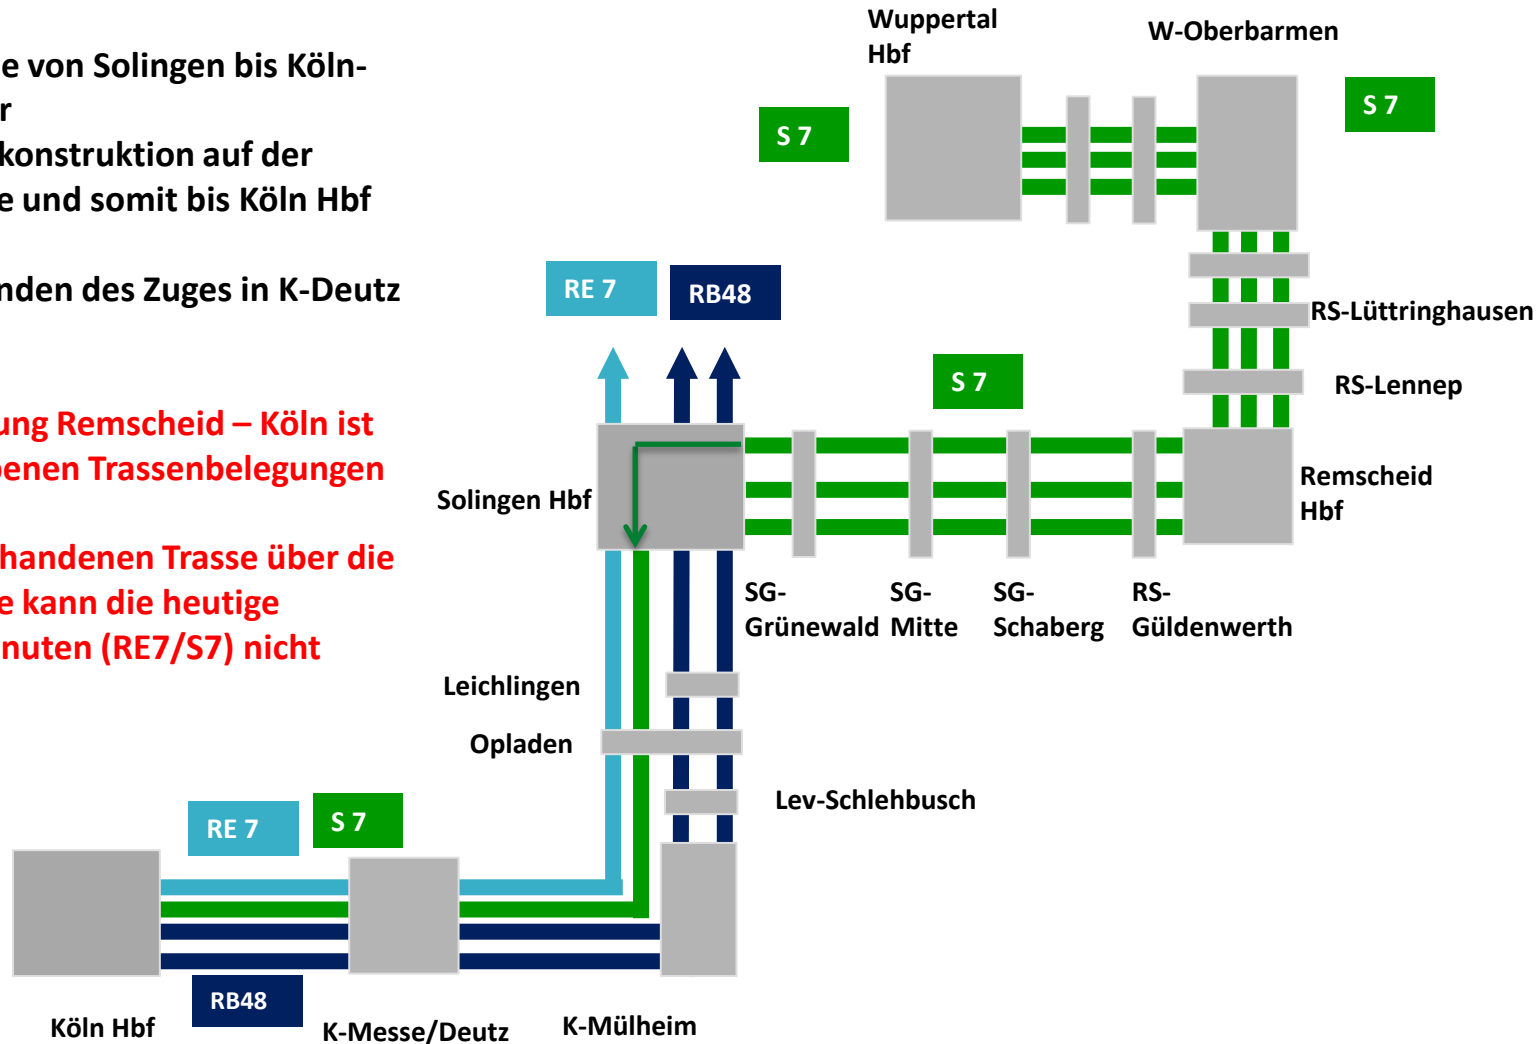 e von Solingen bis Köln-
r
konstruktion auf der
e und somit bis Köln Hbf
nden des Zuges in K-Deutz
ung Remscheid – Köln ist
benen Trassenbelegungen
handenen Trasse über die
e kann die heutige
nuten (RE7/S7) nicht
Wuppertal
Hbf
W-Oberbarmen
S 7
S 7
RE 7
RB48
RS-Lüttringhausen
S 7
RS-Lennep
Solingen Hbf
Remscheid
Hbf
SG-
Grünewald
SG-
Mitte
SG-
Schaberg
RS-
Güldenwerth
Leichlingen
Opladen
Lev-Schlehbusch
RE 7
S 7
RB48
Köln Hbf
K-Messe/Deutz
K-Mülheim